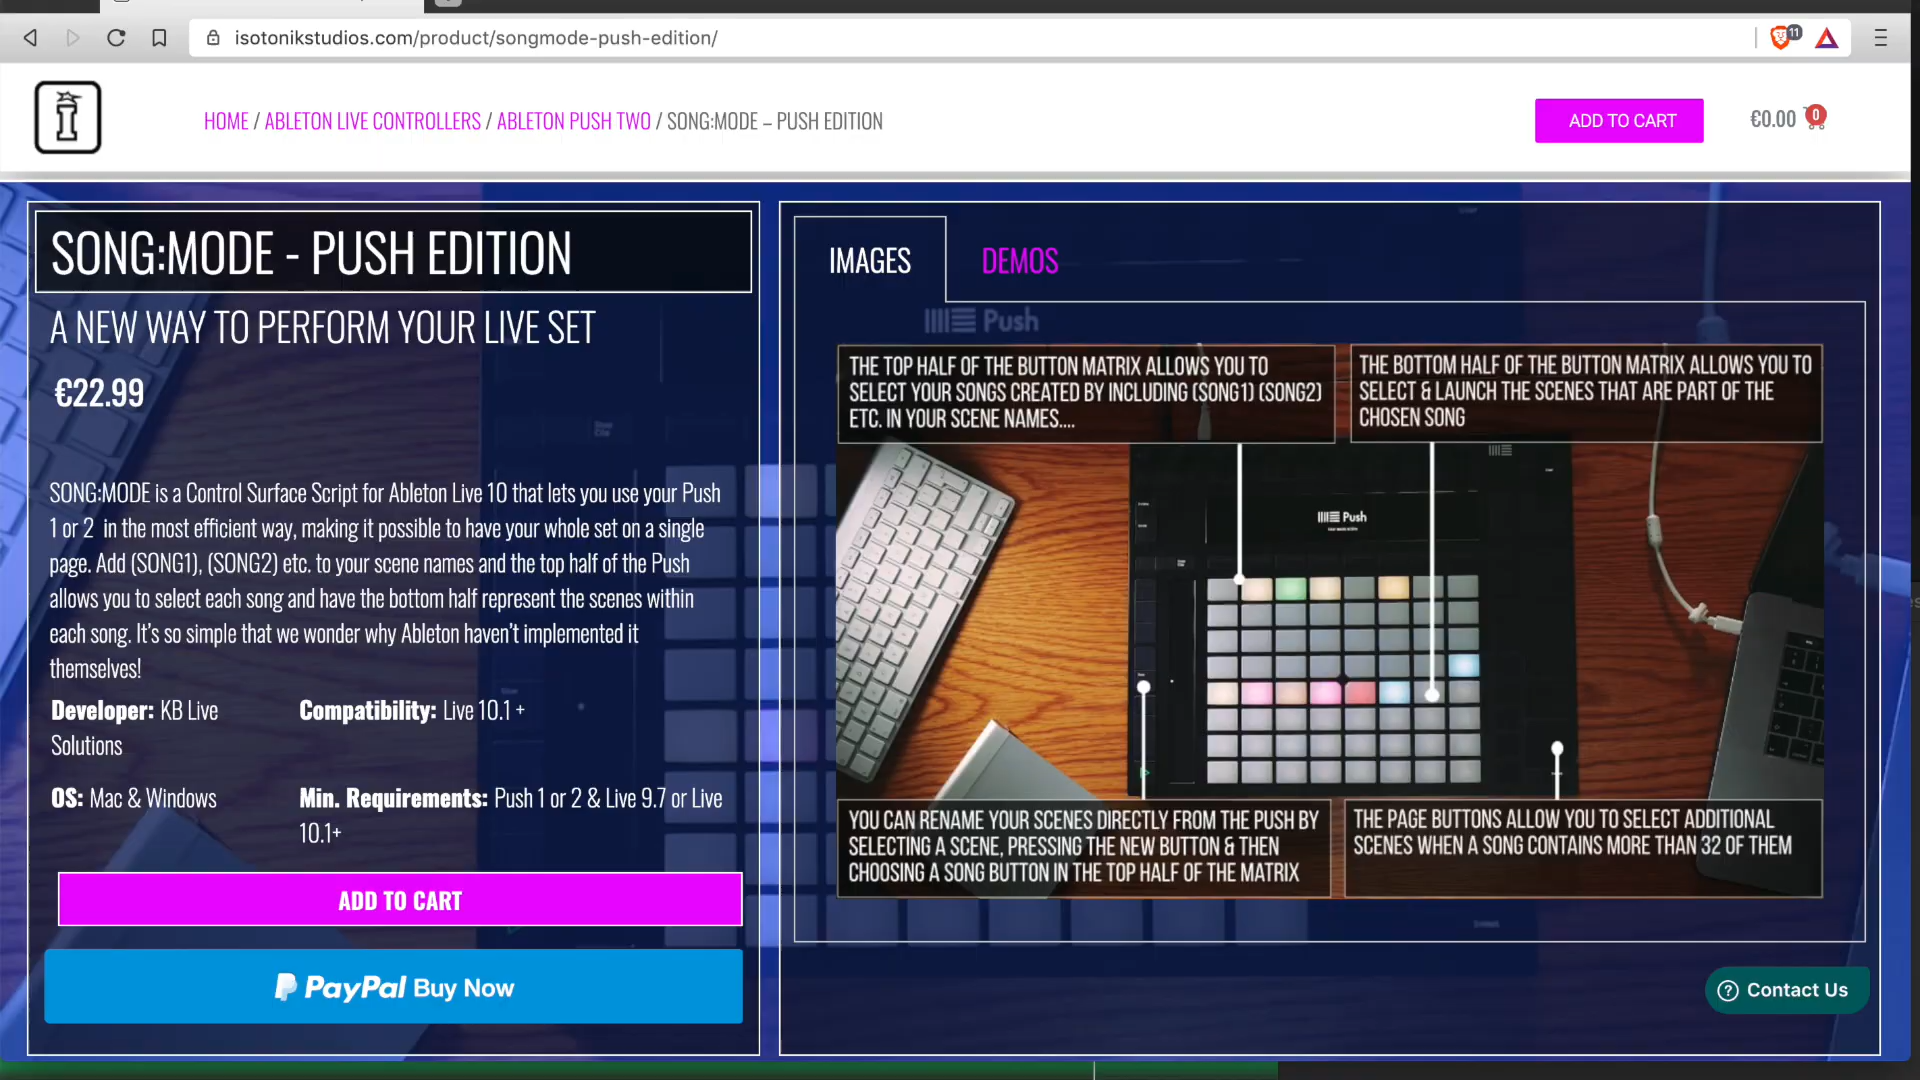 isotonikstudios.com/product/songmode-push-edition/
11
HOME / ABLETON LIVE CONTROLLERS / ABLETON PUSH TWO / SONG:MODE – PUSH EDITION
ADD TO CART
€0.00
0
SONG:MODE - PUSH EDITION
A NEW WAY TO PERFORM YOUR LIVE SET
€22.99
SONG:MODE is a Control Surface Script for Ableton Live 10 that lets you use your Push
1 or 2 in the most efficient way, making it possible to have your whole set on a single
page. Add (SONG1), (SONG2) etc. to your scene names and the top half of the Push
allows you to select each song and have the bottom half represent the scenes within
each song. It's so simple that we wonder why Ableton haven't implemented it
themselves!
Developer: KB Live
Solutions
Compatibility: Live 10.1 +
OS: Mac & Windows
Min. Requirements: Push 1 or 2 & Live 9.7 or Live
10.1+
ADD TO CART
PayPal Buy Now
IMAGES
DEMOS
Push
THE TOP HALF OF THE BUTTON MATRIX ALLOWS YOU TO
SELECT YOUR SONGS CREATED BY INCLUDING (SONG1) (SONG2)
ETC. IN YOUR SCENE NAMES....
THE BOTTOM HALF OF THE BUTTON MATRIX ALLOWS YOU TO
SELECT & LAUNCH THE SCENES THAT ARE PART OF THE
CHOSEN SONG
Push
YOU CAN RENAME YOUR SCENES DIRECTLY FROM THE PUSH BY
SELECTING A SCENE, PRESSING THE NEW BUTTON & THEN
CHOOSING A SONG BUTTON IN THE TOP HALF OF THE MATRIX
THE PAGE BUTTONS ALLOW YOU TO SELECT ADDITIONAL
SCENES WHEN A SONG CONTAINS MORE THAN 32 OF THEM
Contact Us